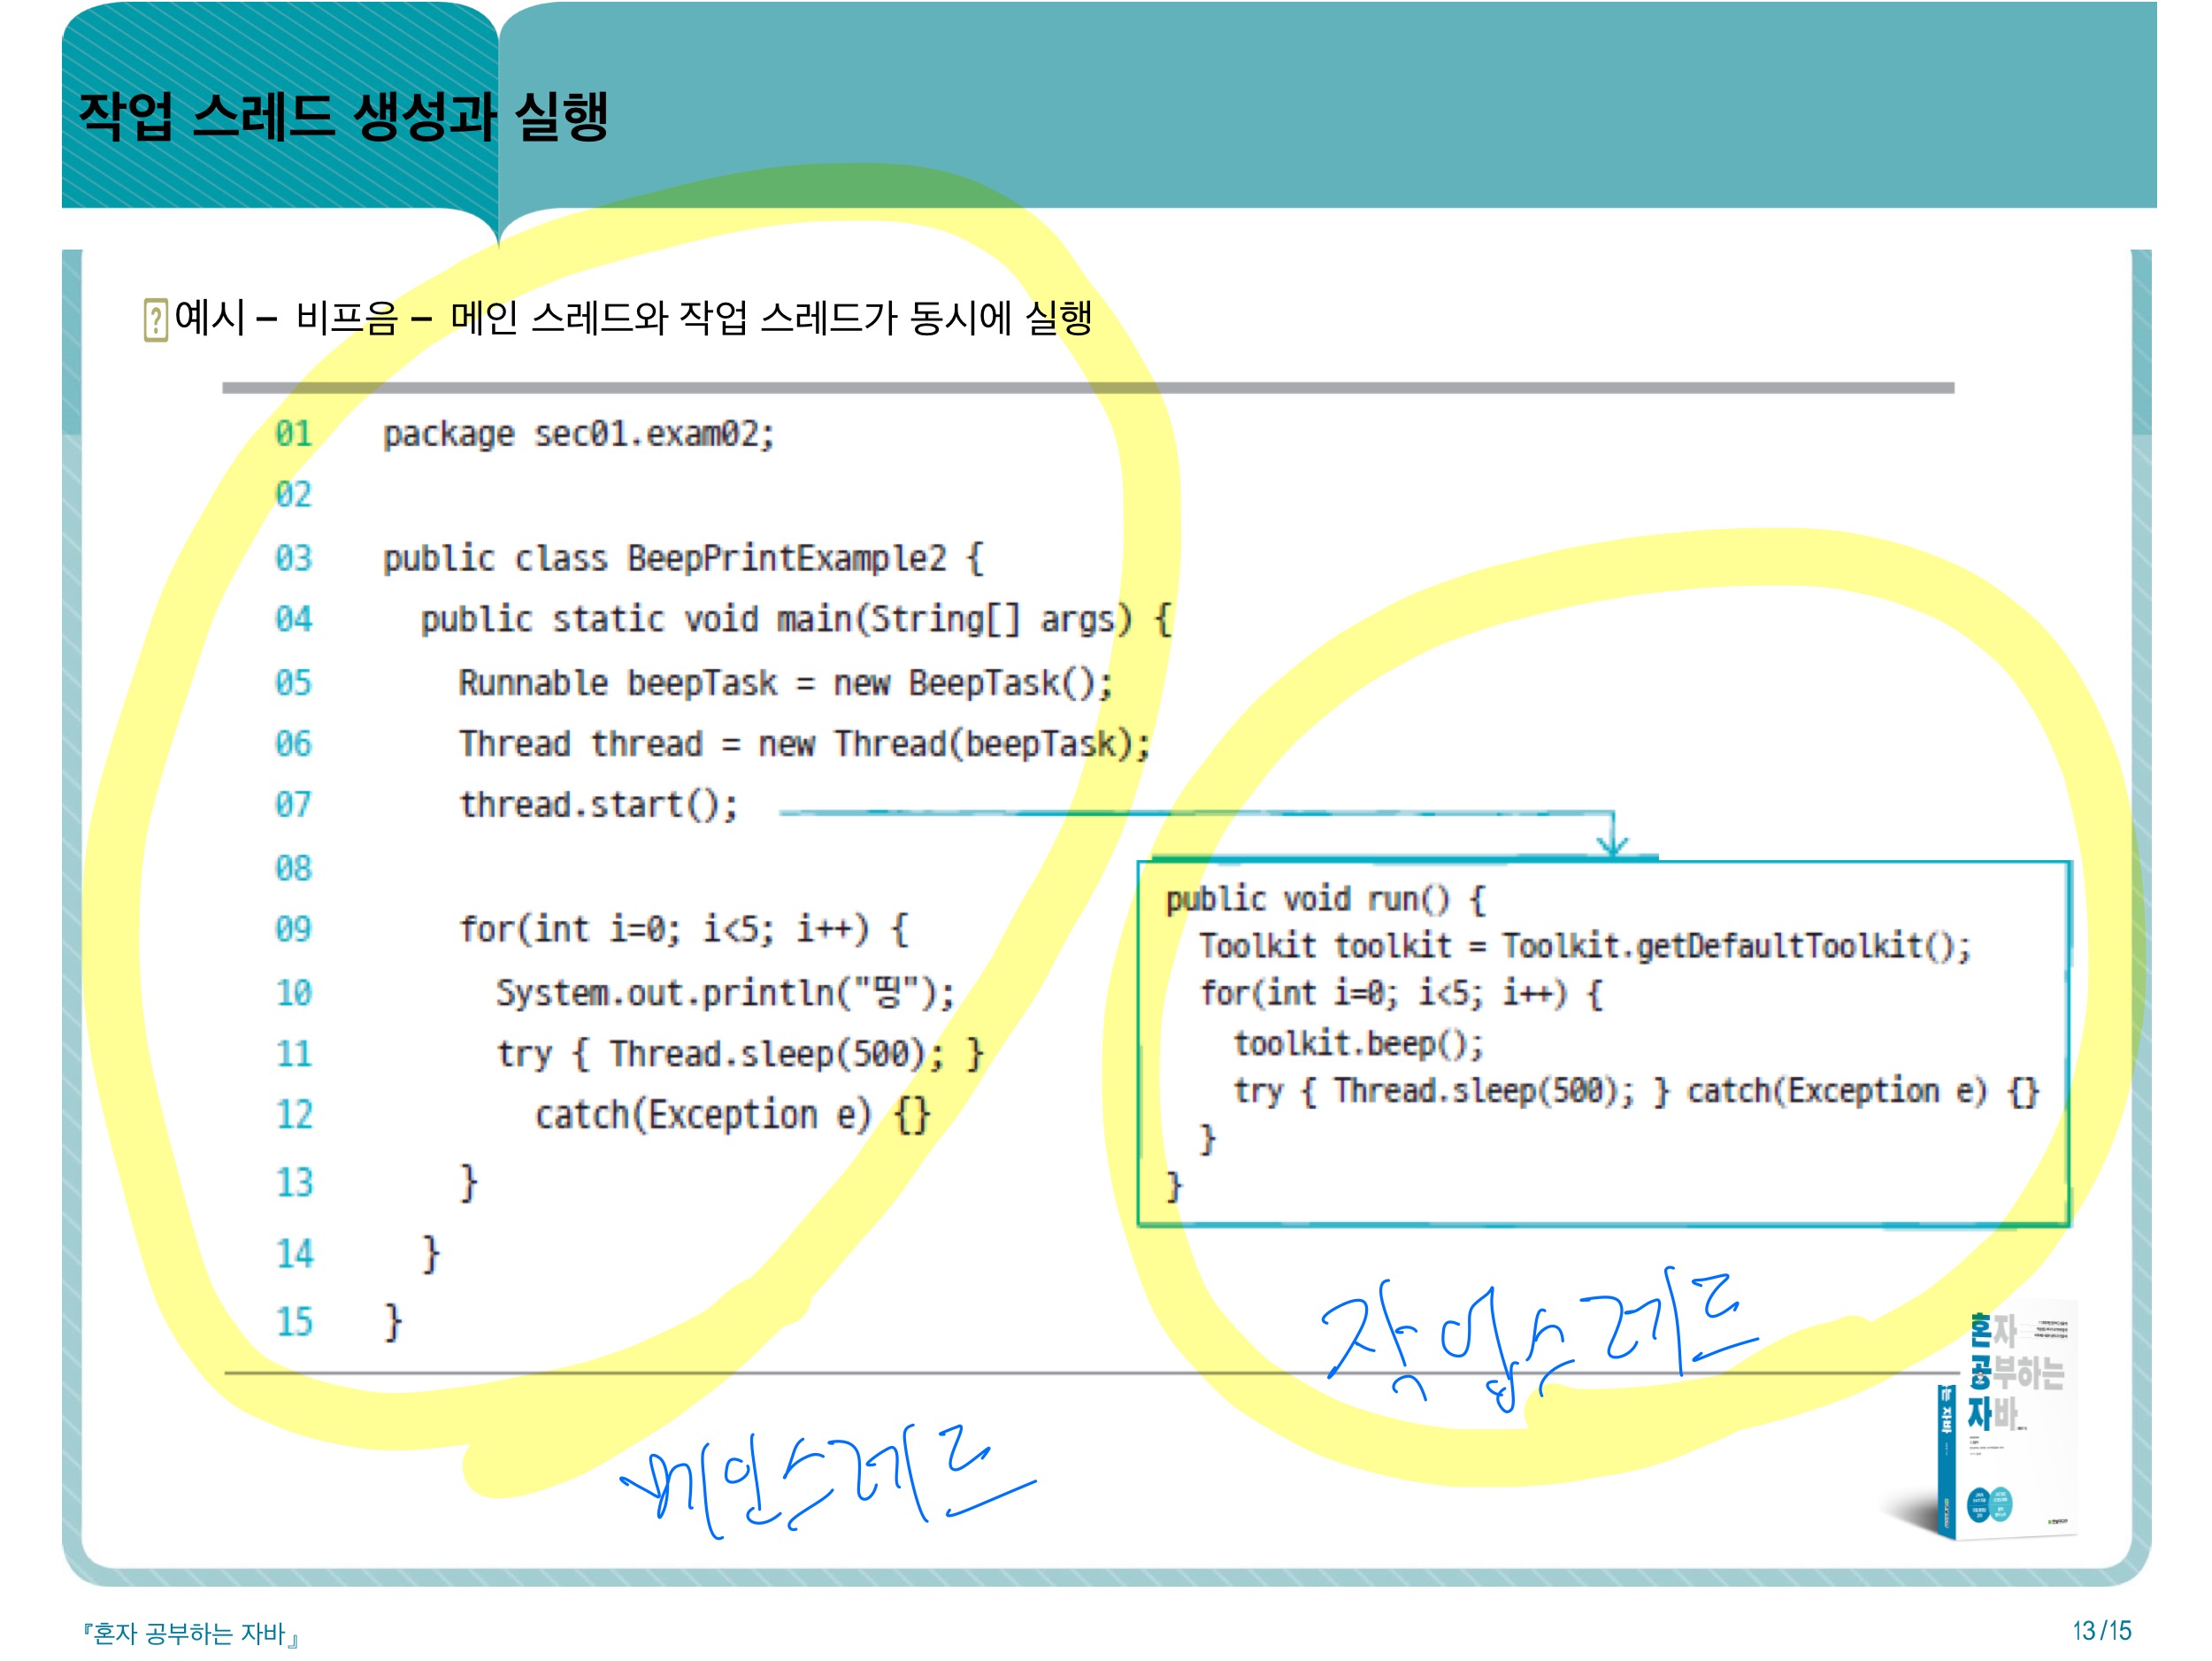 작업 스레드 생성과 실행
예시 – 비프음 – 메인 스레드와 작업 스레드가 동시에 실행
01 package sec01.exam02;
02
03 public class BeepPrintExample2 {
04 public static void main(String[] args) {
05 Runnable beepTask = new BeepTask();
06 Thread thread = new Thread(beepTask);
07 thread.start();
08
09 for(int i=0; i<5; i++) {
10 System.out.println("띵");
11 try { Thread.sleep(500); }
12 catch(Exception e) {}
13 }
14 }
15 }
public void run() {
Toolkit toolkit = Toolkit.getDefaultToolkit();
for(int i=0; i<5; i++) {
toolkit.beep();
try { Thread.sleep(500); } catch(Exception e) {}
}
}
작업스레드
메인스레드
혼자
공부하는
자바
『혼자 공부하는 자바』
13/15